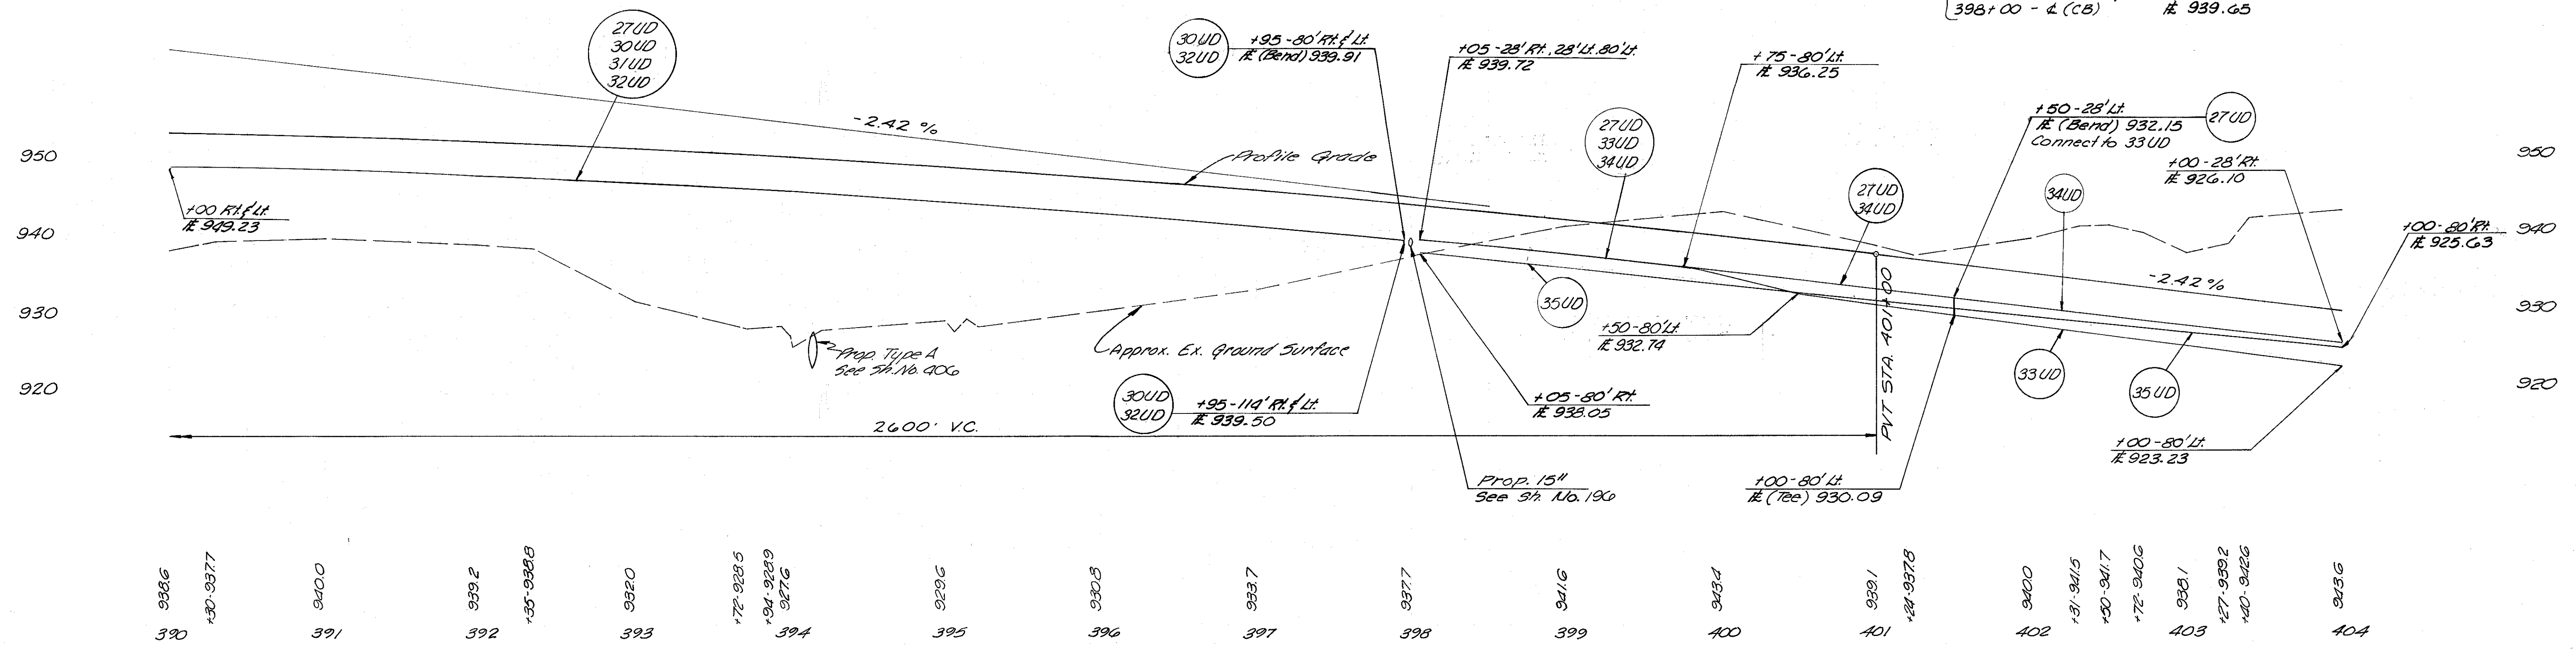 398+00 - ℄ (CB) ℄ 939.65
27UD
30UD
31UD
32UD
30UD
32UD
+95-80' Rt. & Lt.
(Bend) 939.91
+05-28' Rt., 28' Lt. 80' Lt.
939.72
+75-80' Lt.
936.25
+50-28' Lt.
(Bend) 932.15
Connect to 33UD
27UD
-2.42 %
27UD
33UD
34UD
Profile Grade
950
950
+00-28' Rt.
926.10
27UD
34UD
34UD
+00 Rt. & Lt.
949.23
940
+00-80' Rt.
925.63
940
-2.42 %
35UD
930
930
+50-80' Lt.
932.74
Prop. Type A
See Sh. No. 406
Approx. Ex. Ground Surface
PVT STA. 401+00
33UD
35UD
920
920
30UD
32UD
+95-114' Rt. & Lt.
939.50
+05-80' Rt.
938.05
2600' V.C.
+00-80' Lt.
923.23
Prop. 15"
See Sh. No. 196
+00-80' Lt.
(Tee) 930.09
938.6
+30-937.7
940.0
939.2
+35-938.8
932.0
+72-928.5
+94-928.9
927.6
929.6
930.8
933.7
937.7
941.6
943.4
939.1
+24-937.8
940.0
+31-941.5
+50-941.7
+72-940.6
938.1
+27-939.2
+40-942.6
943.6
390 391 392 393 394 395 396 397 398 399 400 401 402 403 404